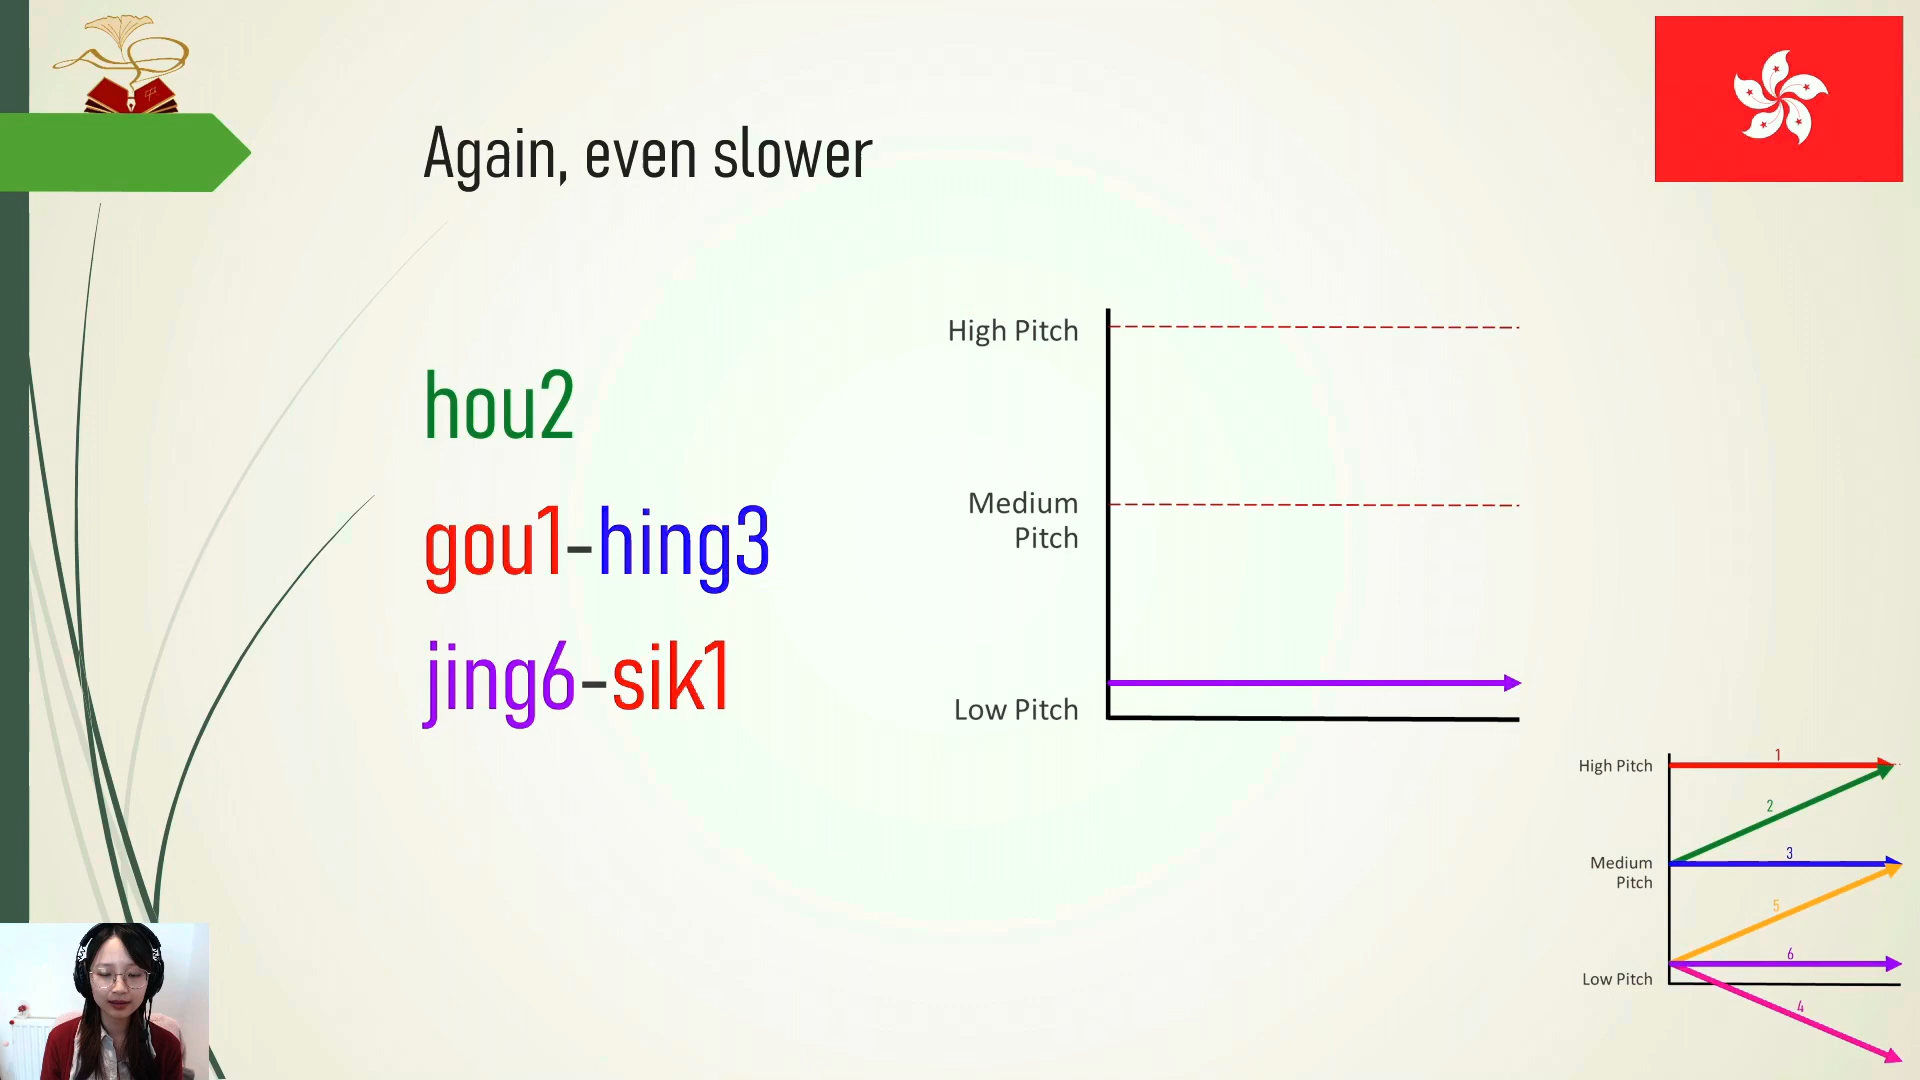 Again, even slower
hou2
gou1-hing3
jing6-sik1
High Pitch
Medium
Pitch
Low Pitch
High Pitch
Medium
Pitch
Low Pitch
1
2
3
5
6
4